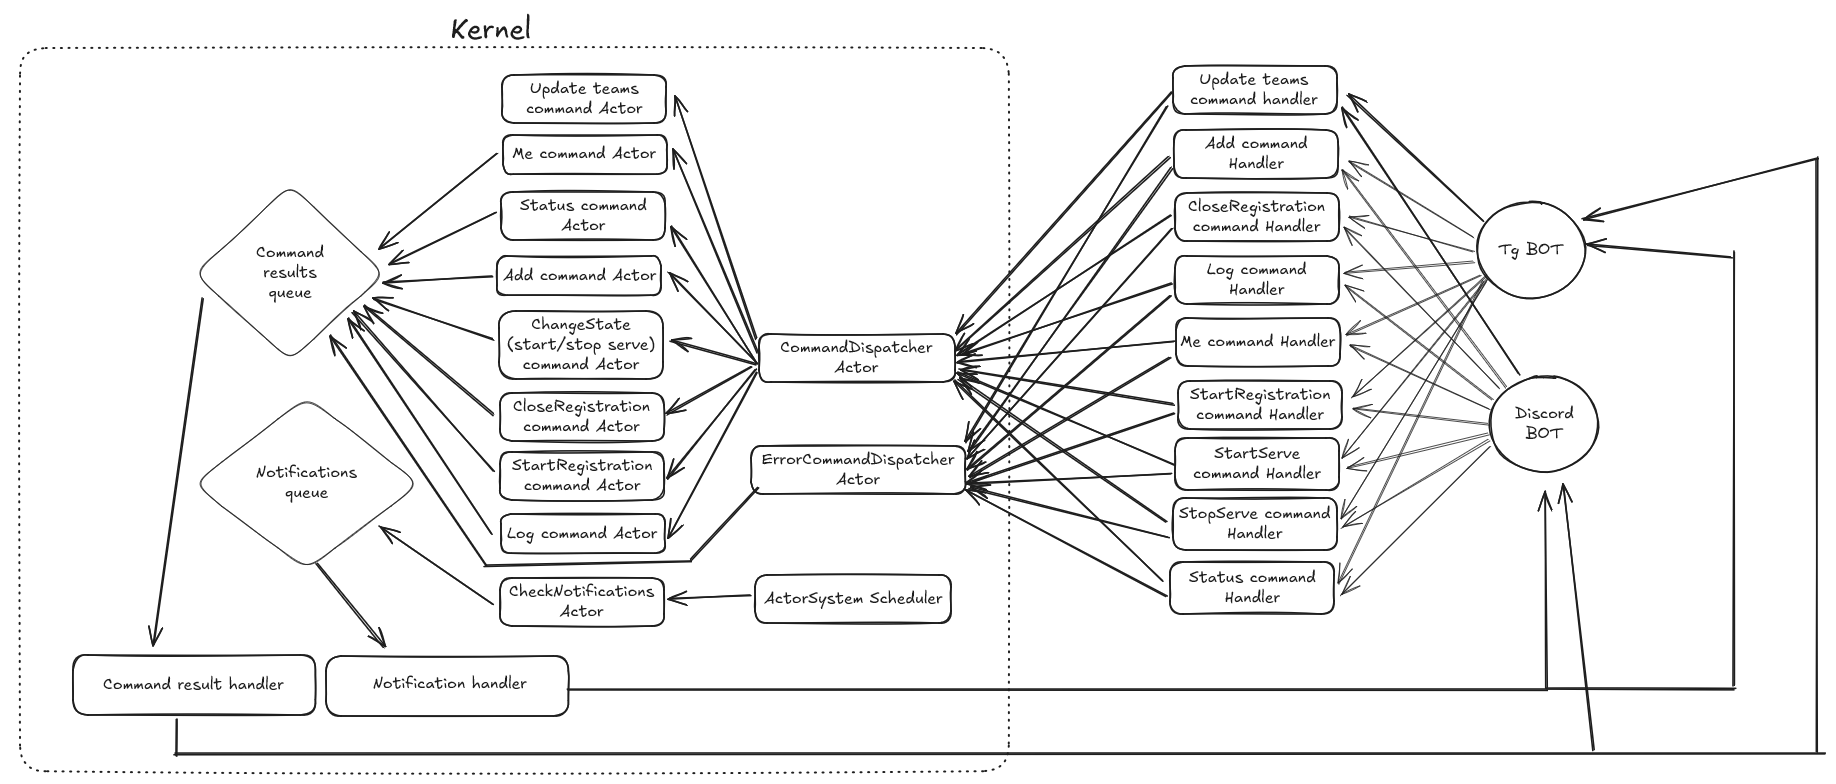 Kernel
Update teams
command Actor
Me command Actor
Status command
Actor
Add command Actor
ChangeState
(start/stop serve)
command Actor
CloseRegistration
command Actor
StartRegistration
command Actor
Log command Actor
CheckNotifications
Actor
Command
results
queue
Notifications
queue
Command result handler
Notification handler
CommandDispatcher
Actor
ErrorCommandDispatcher
Actor
ActorSystem Scheduler
Update teams
command handler
Add command
Handler
CloseRegistration
command Handler
Log command
Handler
Me command Handler
StartRegistration
command Handler
StartServe
command Handler
StopServe command
Handler
Status command
Handler
Tg BOT
Discord
BOT